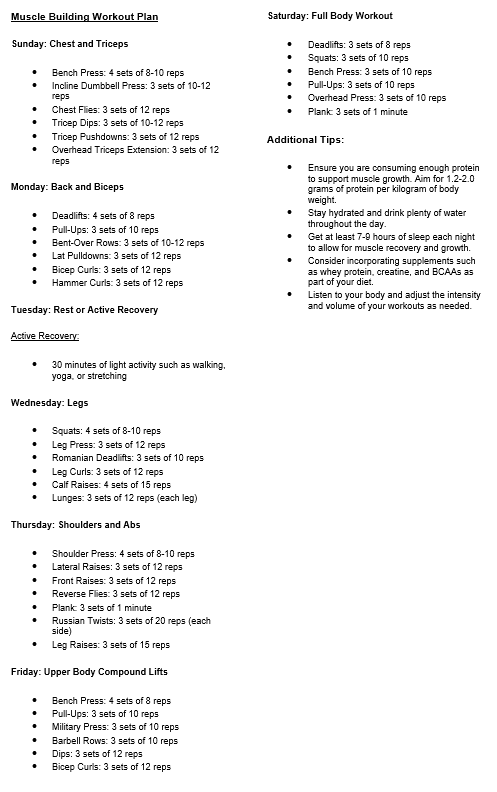 Muscle Building Workout Plan
Sunday: Chest and Triceps
Bench Press: 4 sets of 8-10 reps
Incline Dumbbell Press: 3 sets of 10-12
reps
Chest Flies: 3 sets of 12 reps
Tricep Dips: 3 sets of 10-12 reps
Tricep Pushdowns: 3 sets of 12 reps
Overhead Triceps Extension: 3 sets of 12
reps
Monday: Back and Biceps
Deadlifts: 4 sets of 8 reps
Pull-Ups: 3 sets of 10 reps
Bent-Over Rows: 3 sets of 10-12 reps
Lat Pulldowns: 3 sets of 12 reps
Bicep Curls: 3 sets of 12 reps
Hammer Curls: 3 sets of 12 reps
Tuesday: Rest or Active Recovery
Active Recovery:
30 minutes of light activity such as walking,
yoga, or stretching
Wednesday: Legs
Squats: 4 sets of 8-10 reps
Leg Press: 3 sets of 12 reps
Romanian Deadlifts: 3 sets of 10 reps
Leg Curls: 3 sets of 12 reps
Calf Raises: 4 sets of 15 reps
Lunges: 3 sets of 12 reps (each leg)
Thursday: Shoulders and Abs
Shoulder Press: 4 sets of 8-10 reps
Lateral Raises: 3 sets of 12 reps
Front Raises: 3 sets of 12 reps
Reverse Flies: 3 sets of 12 reps
Plank: 3 sets of 1 minute
Russian Twists: 3 sets of 20 reps (each
side)
Leg Raises: 3 sets of 15 reps
Friday: Upper Body Compound Lifts
Bench Press: 4 sets of 8 reps
Pull-Ups: 3 sets of 10 reps
Military Press: 3 sets of 10 reps
Barbell Rows: 3 sets of 10 reps
Dips: 3 sets of 12 reps
Bicep Curls: 3 sets of 12 reps
Saturday: Full Body Workout
Deadlifts: 3 sets of 8 reps
Squats: 3 sets of 10 reps
Bench Press: 3 sets of 10 reps
Pull-Ups: 3 sets of 10 reps
Overhead Press: 3 sets of 10 reps
Plank: 3 sets of 1 minute
Additional Tips:
Ensure you are consuming enough protein
to support muscle growth. Aim for 1.2-2.0
grams of protein per kilogram of body
weight.
Stay hydrated and drink plenty of water
throughout the day.
Get at least 7-9 hours of sleep each night
to allow for muscle recovery and growth.
Consider incorporating supplements such
as whey protein, creatine, and BCAAs as
part of your diet.
Listen to your body and adjust the intensity
and volume of your workouts as needed.